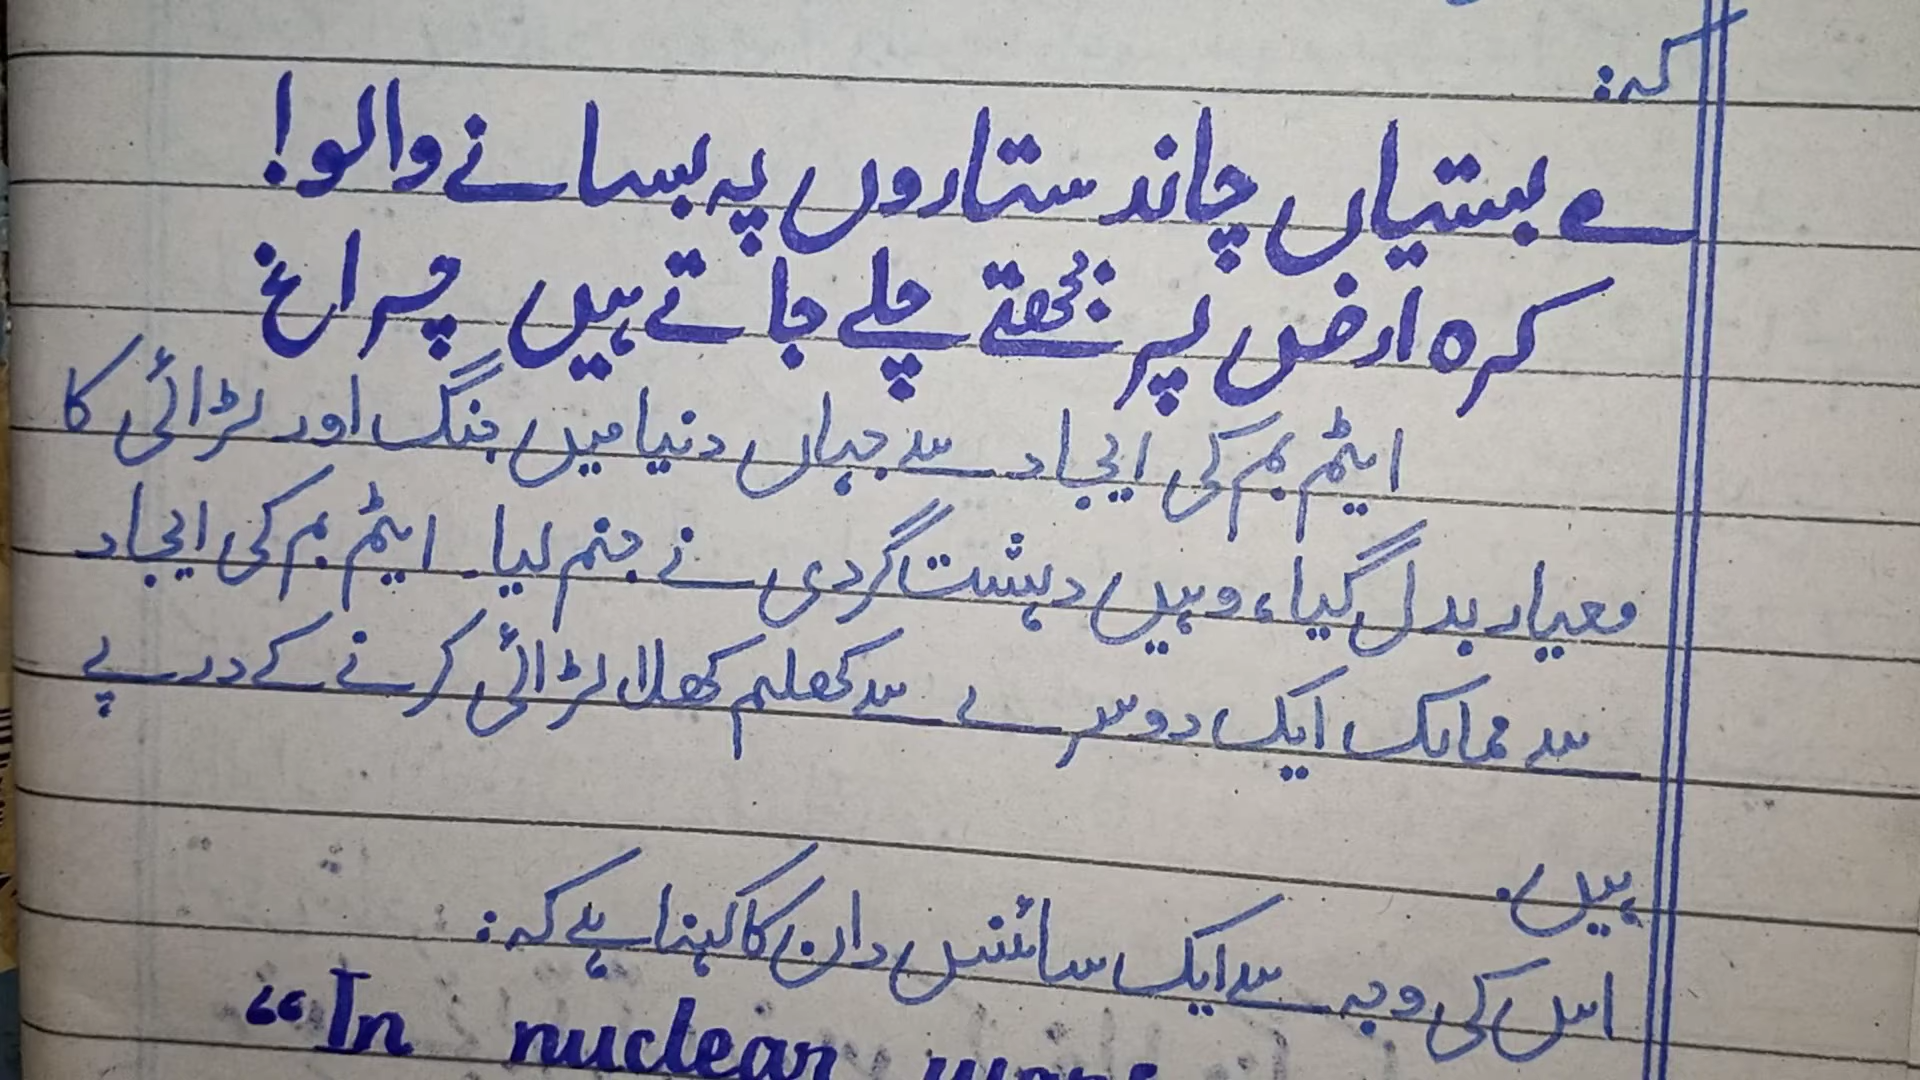 کہ:
ے بستیاں چاند ستاروں پہ بسانے والو!
کرہ ارض پر بجھتے چلے جاتے ہیں چراغ
ایٹم بم کی ایجاد سے جہاں دنیا میں جنگ اور لڑائی کا
معیار بدل گیا، وہیں دہشت گردی نے جنم لیا۔ ایٹم بم کی ایجاد
سے ممالک ایک دوسرے سے کھلم کھلا لڑائی کرنے کے درپے
ہیں۔
اس کی وجہ سے ایک سائنس دان کا کہنا ہے کہ:
“In nuclear wars